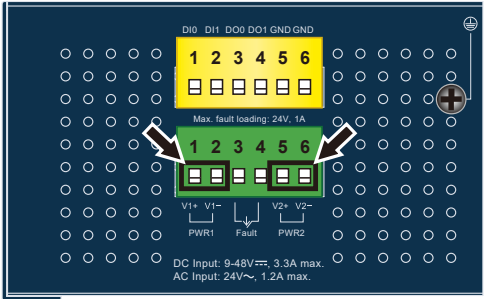 DI0 DI1 DO0 DO1 GND GND
1 2 3 4 5 6
Max. fault loading: 24V, 1A
1 2 3 4 5 6
V1+ V1− V2+ V2−
PWR1 Fault PWR2
DC Input: 9-48V⎓, 3.3A max.
AC Input: 24V∿, 1.2A max.